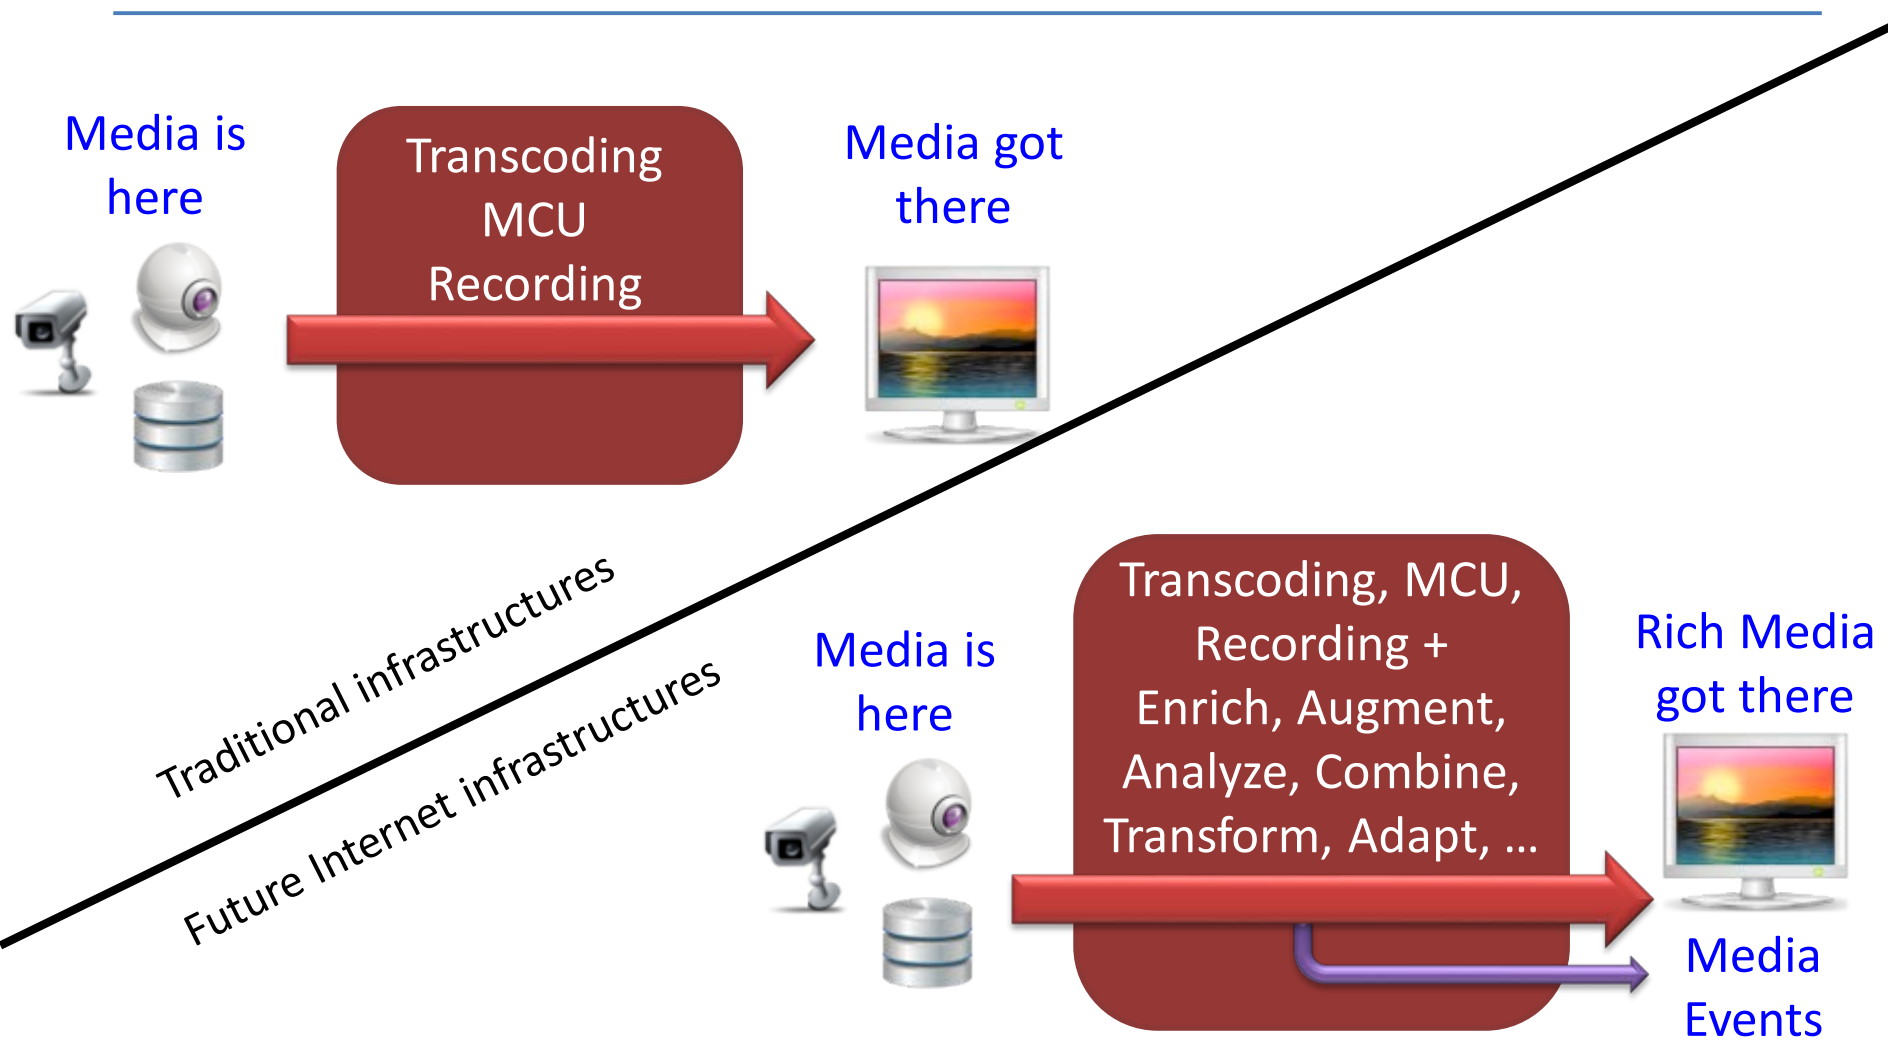 Media is
here
Transcoding
MCU
Recording
Media got
there
Traditional infrastructures
Future Internet infrastructures
Media is
here
Transcoding, MCU,
Recording +
Enrich, Augment,
Analyze, Combine,
Transform, Adapt, ...
Rich Media
got there
Media
Events